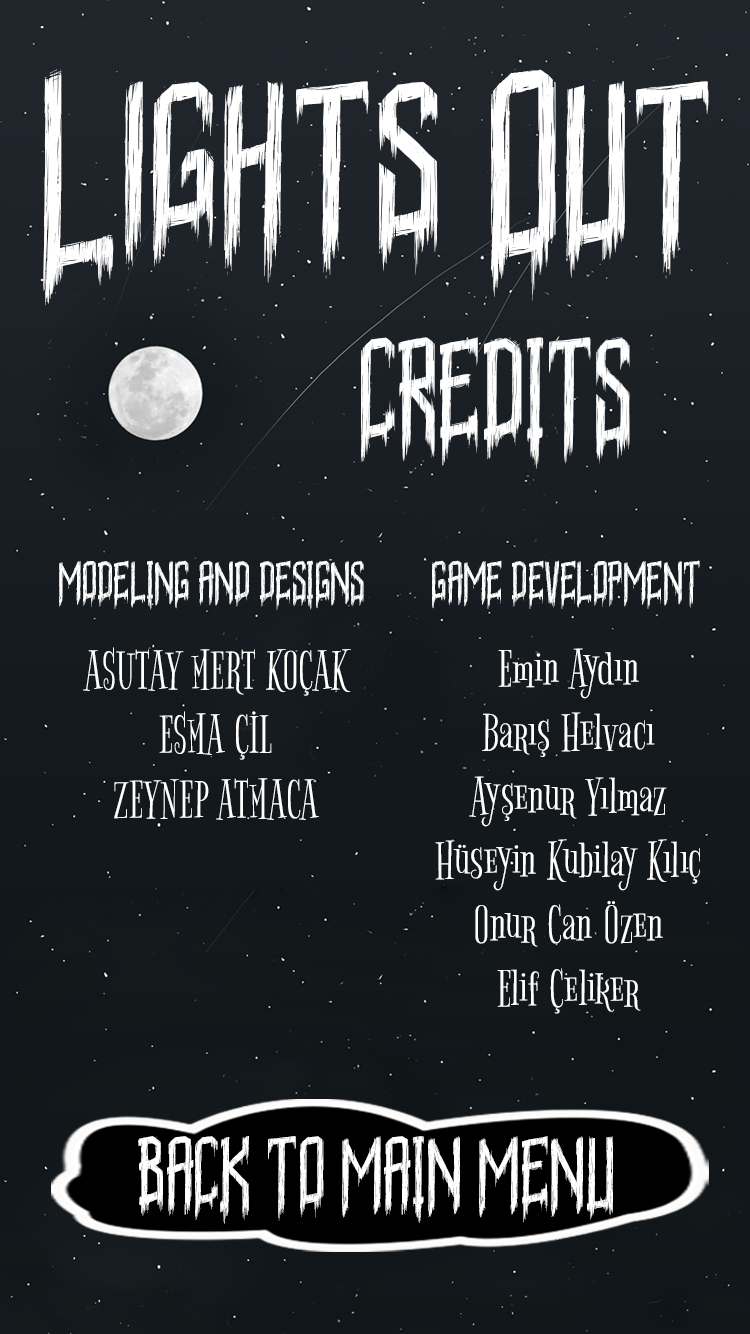 Lights Out
CREDITS
MODELING AND DESIGNS
ASUTAY MERT KOÇAK
ESMA ÇİL
ZEYNEP ATMACA
GAME DEVELOPMENT
Emin Aydın
Barış Helvacı
Ayşenur Yılmaz
Hüseyin Kubilay Kılıç
Onur Can Özen
Elif Çeliker
BACK TO MAIN MENU